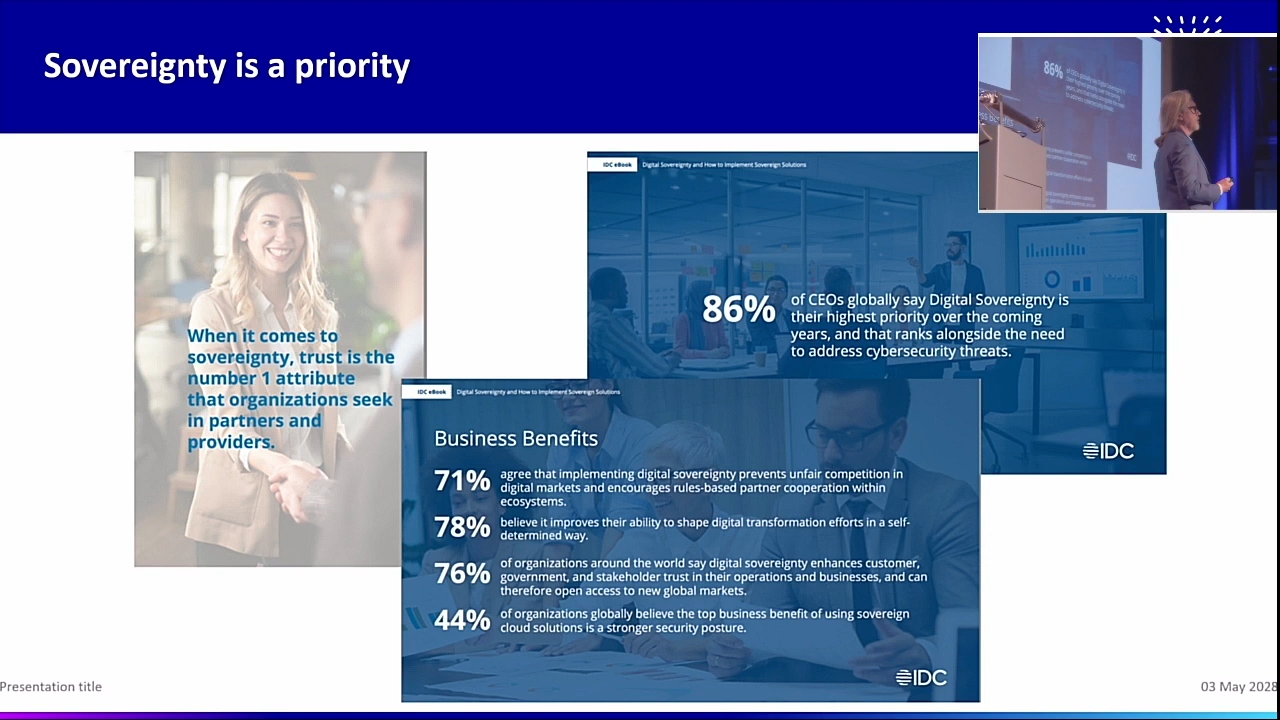 Sovereignty is a priority
When it comes to
sovereignty, trust is the
number 1 attribute
that organizations seek
in partners and
providers.
IDC eBook Digital Sovereignty and How to Implement Sovereign Solutions
86% of CEOs globally say Digital Sovereignty is
their highest priority over the coming
years, and that ranks alongside the need
to address cybersecurity threats.
IDC
IDC eBook Digital Sovereignty and How to Implement Sovereign Solutions
Business Benefits
71% agree that implementing digital sovereignty prevents unfair competition in
digital markets and encourages rules-based partner cooperation within
ecosystems.
78% believe it improves their ability to shape digital transformation efforts in a self-
determined way.
76% of organizations around the world say digital sovereignty enhances customer,
government, and stakeholder trust in their operations and businesses, and can
therefore open access to new global markets.
44% of organizations globally believe the top business benefit of using sovereign
cloud solutions is a stronger security posture.
IDC
86%
Presentation title
03 May 2028